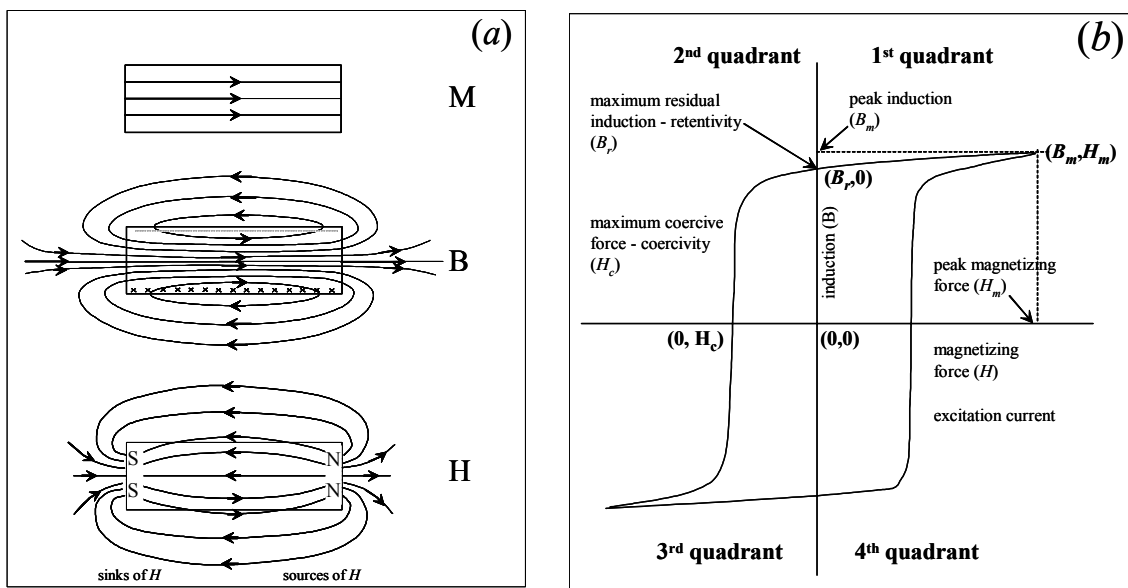 (a)
M
B
S N
S N
H
sinks of H sources of H
(b)
2nd quadrant 1st quadrant
maximum residual
induction - retentivity
(Br)
peak induction
(Bm)
(Bm,Hm)
(Br,0)
maximum coercive
force - coercivity
(Hc)
induction (B)
peak magnetizing
force (Hm)
(0, Hc) (0,0)
magnetizing
force (H)
excitation current
3rd quadrant 4th quadrant